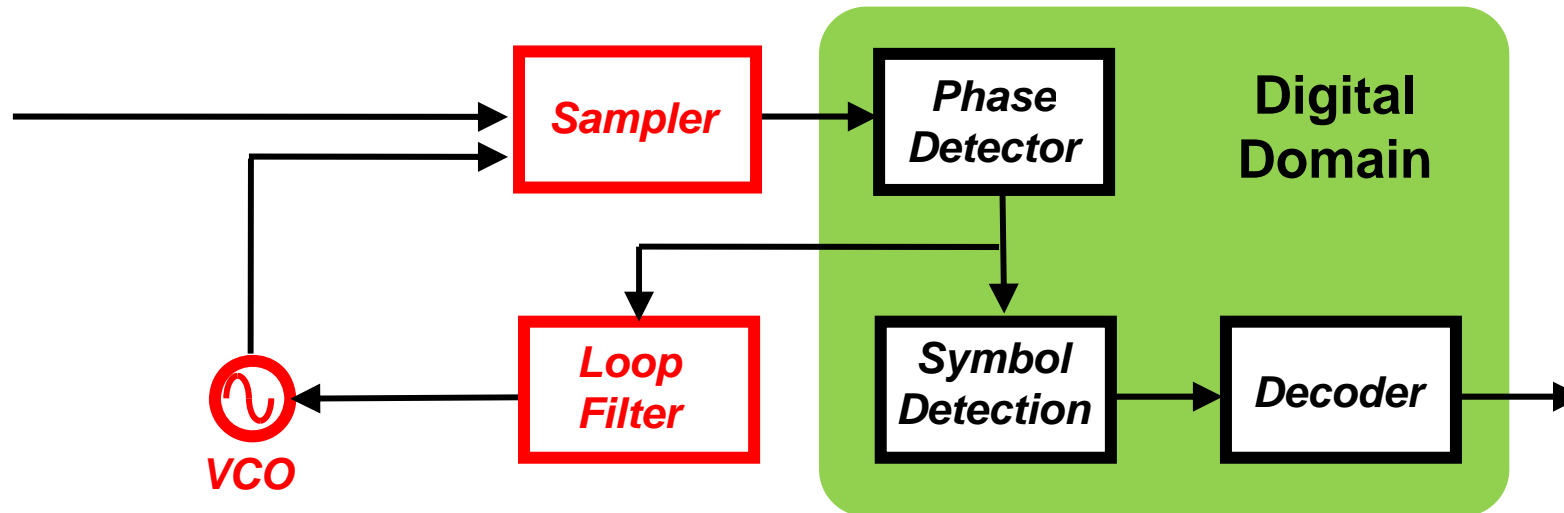 Sampler
Phase
Detector
Digital
Domain
Loop
Filter
VCO
Symbol
Detection
Decoder